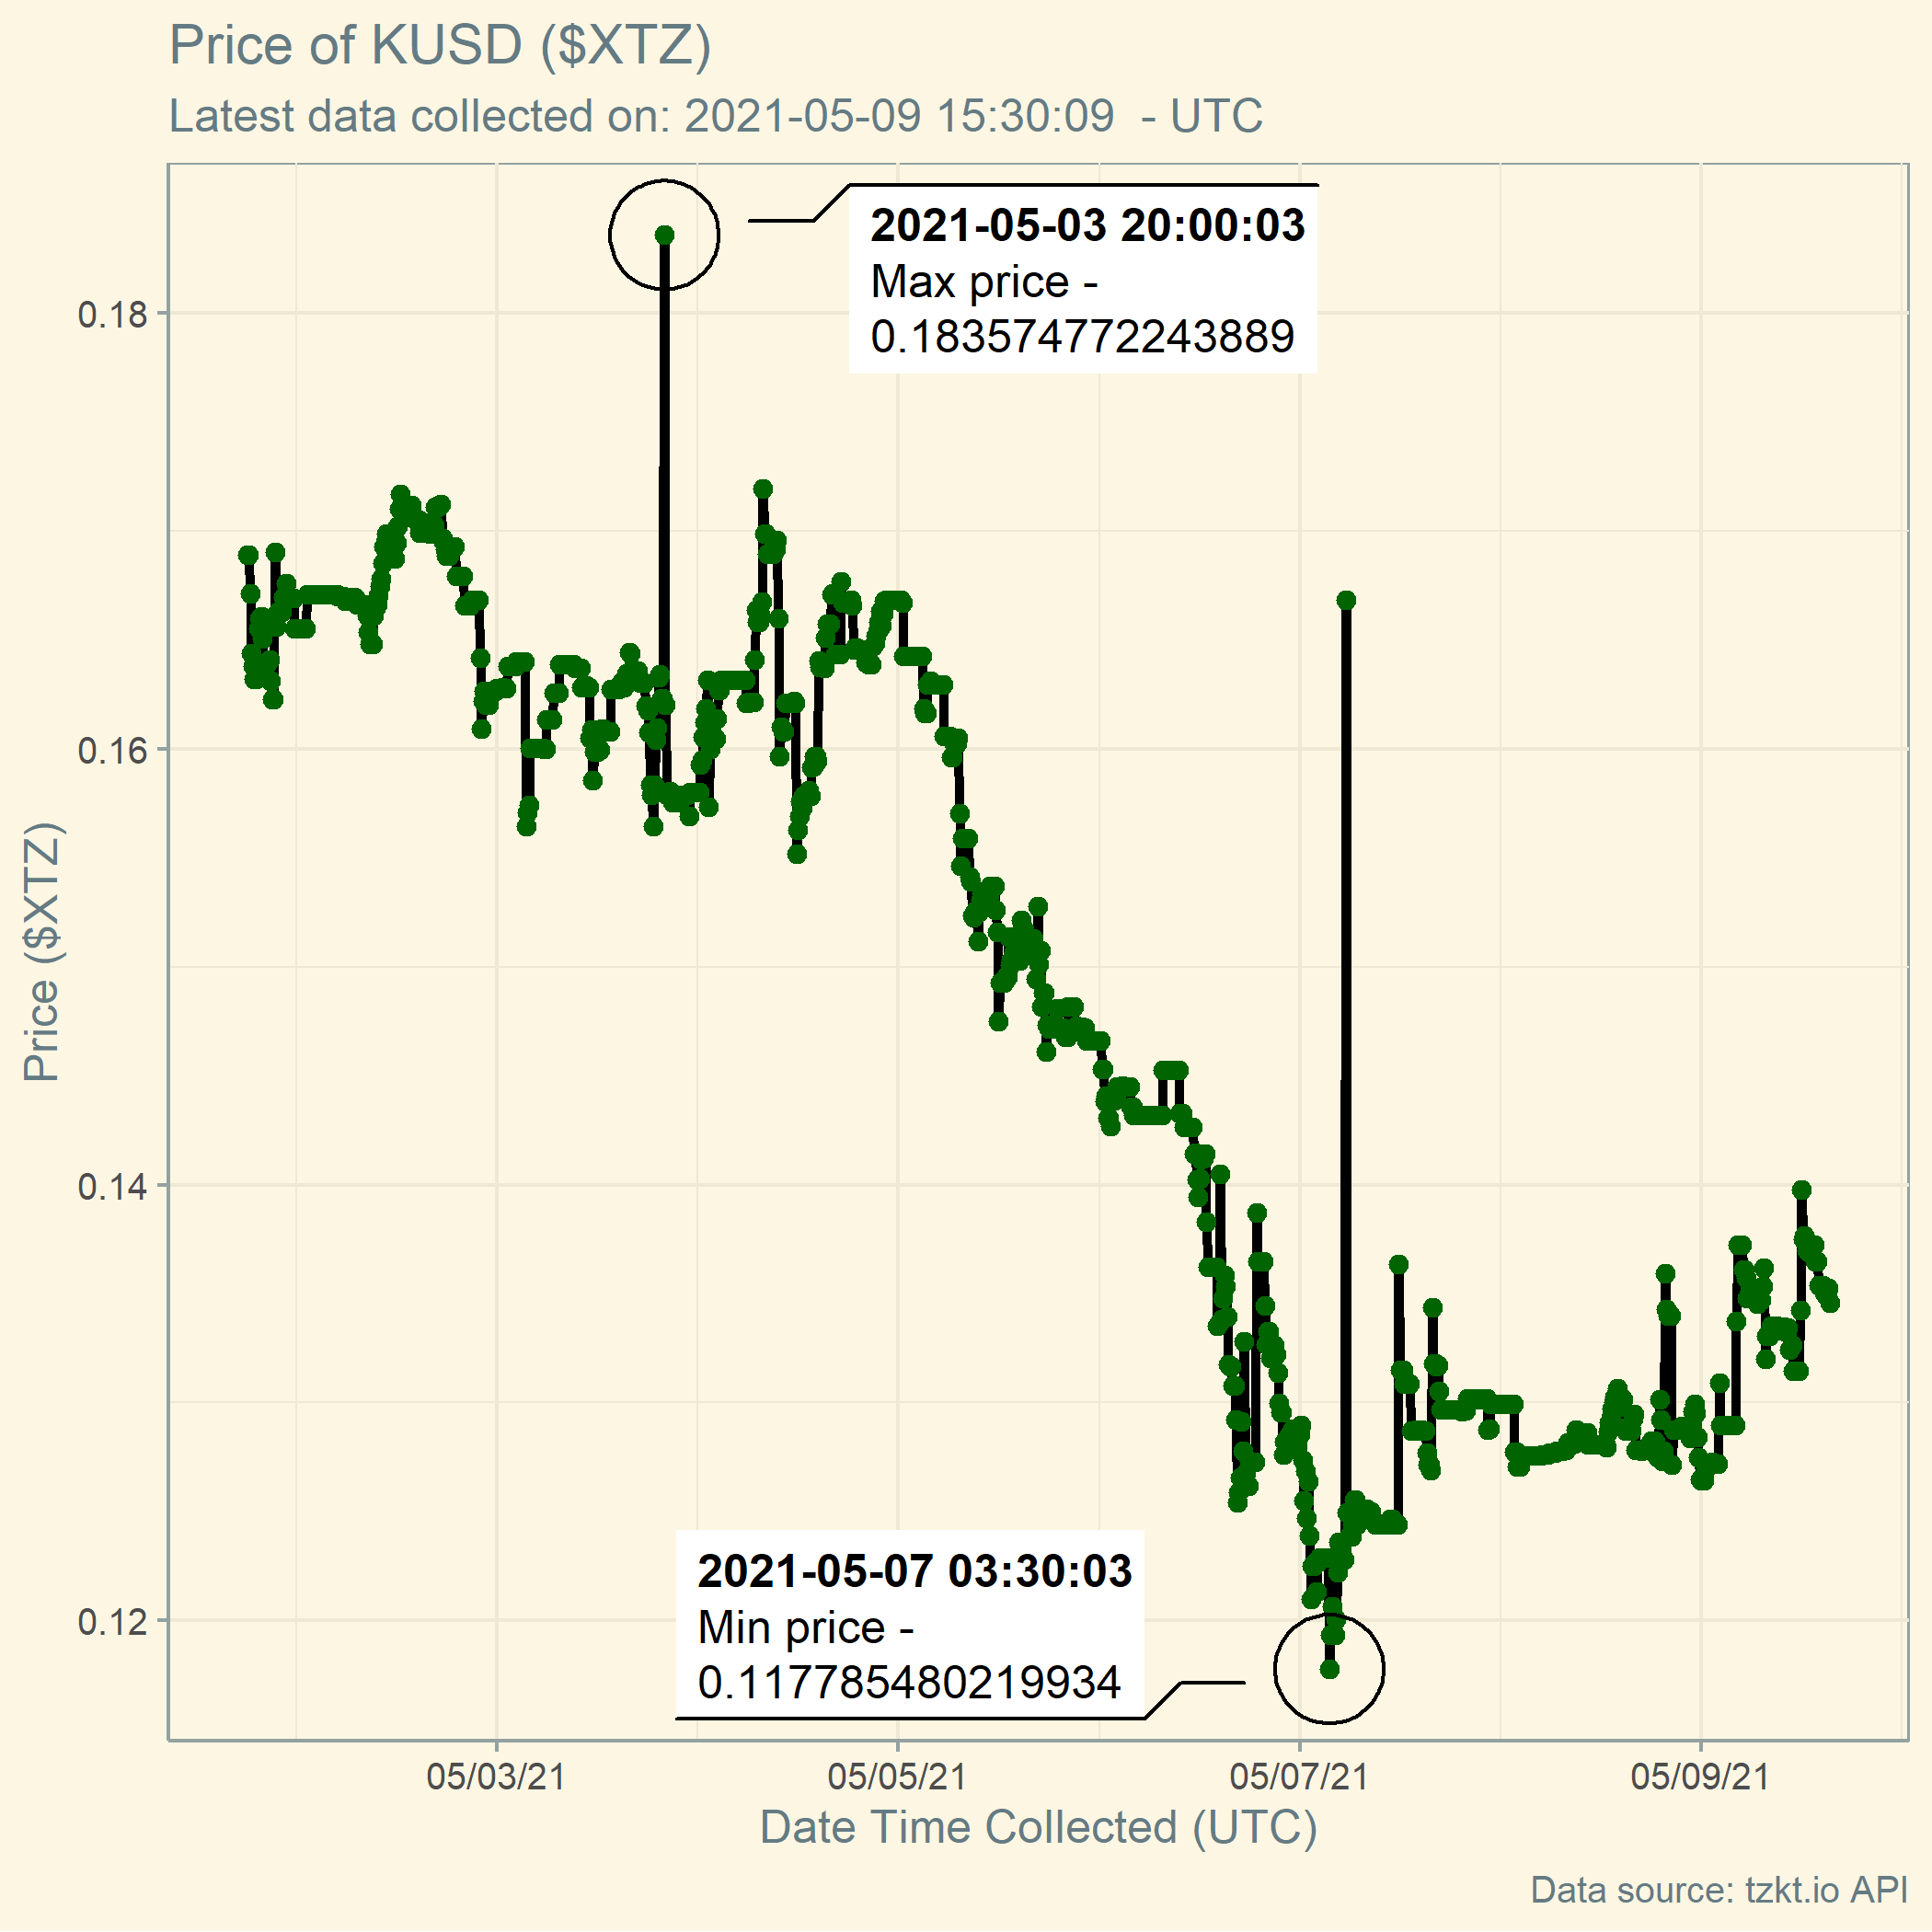 Price of KUSD ($XTZ)
Latest data collected on: 2021-05-09 15:30:09  - UTC
2021-05-03 20:00:03
Max price -
0.183574772243889
0.18
0.16
0.14
0.12
Price ($XTZ)
2021-05-07 03:30:03
Min price -
0.117785480219934
05/03/21
05/05/21
05/07/21
05/09/21
Date Time Collected (UTC)
Data source: tzkt.io API